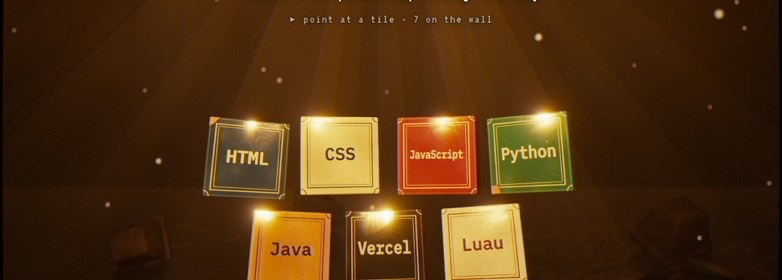 ▶ point at a tile · 7 on the wall
HTML
CSS
JavaScript
Python
Java
Vercel
Luau